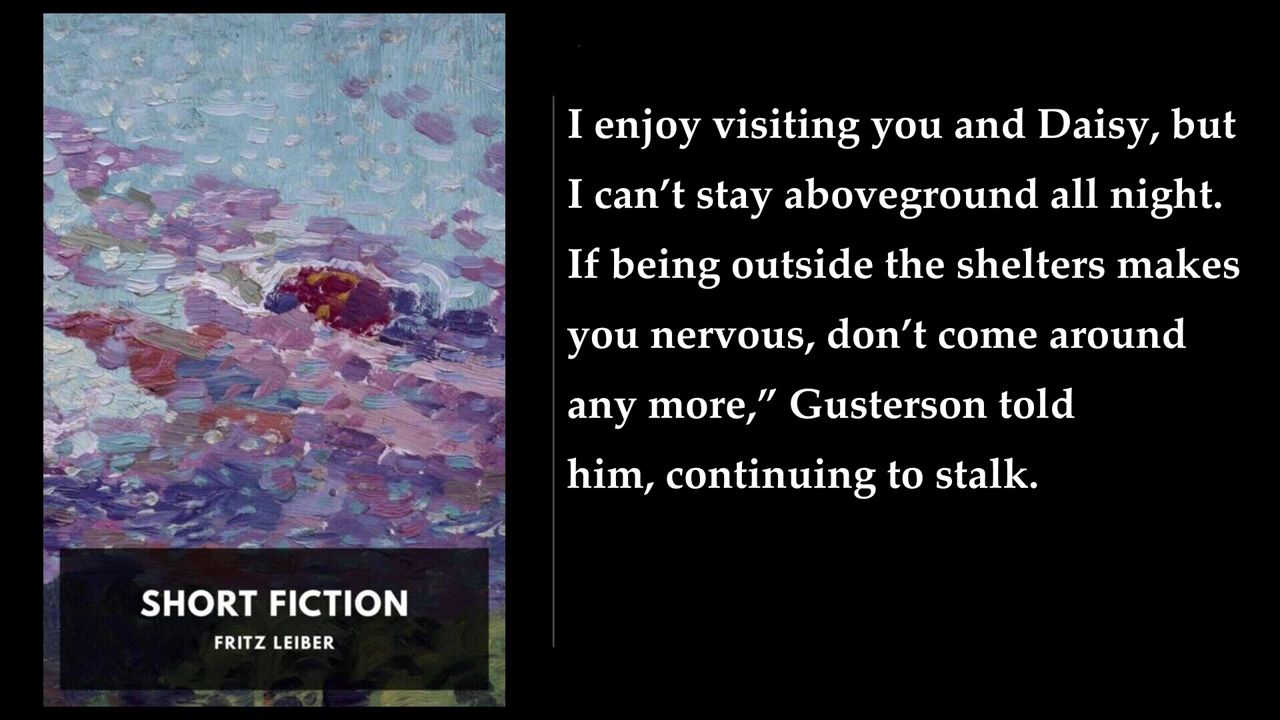 I enjoy visiting you and Daisy, but
I can’t stay aboveground all night.
If being outside the shelters makes
you nervous, don’t come around
any more,” Gusterson told
him, continuing to stalk.
SHORT FICTION
FRITZ LEIBER